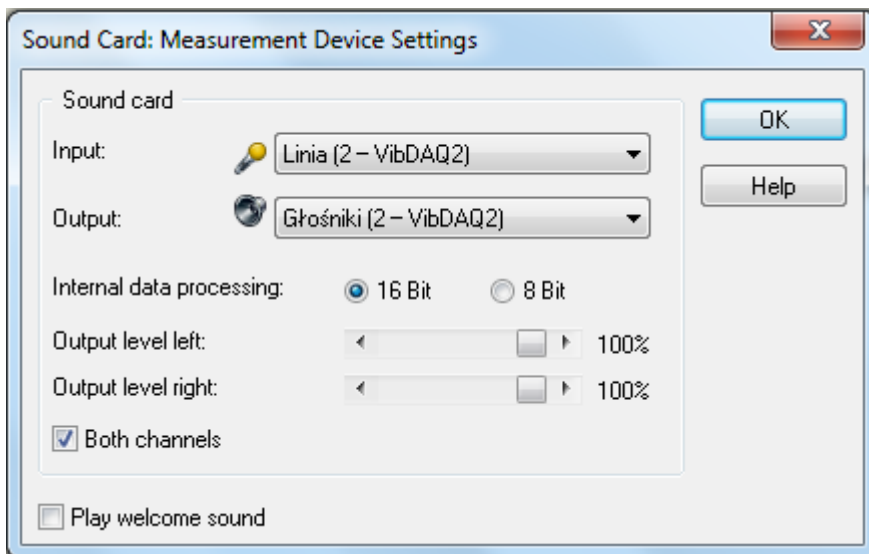 Sound Card: Measurement Device Settings
Sound card
Input: Linia (2 – VibDAQ2)
Output: Głośniki (2 – VibDAQ2)
Internal data processing: 16 Bit 8 Bit
Output level left: 100%
Output level right: 100%
Both channels
Play welcome sound
OK
Help